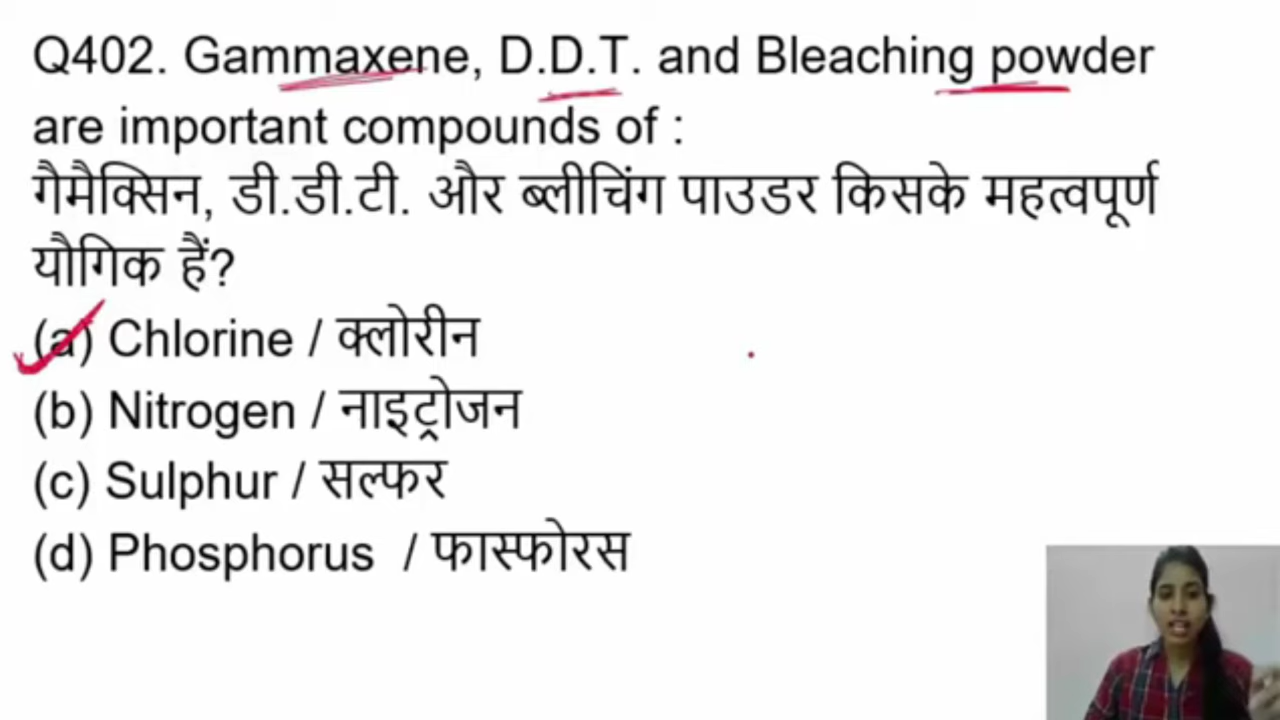 Q402. Gammaxene, D.D.T. and Bleaching powder
are important compounds of :
गैमैक्सिन, डी.डी.टी. और ब्लीचिंग पाउडर किसके महत्वपूर्ण
यौगिक हैं?
(a) Chlorine / क्लोरीन
(b) Nitrogen / नाइट्रोजन
(c) Sulphur / सल्फर
(d) Phosphorus / फास्फोरस